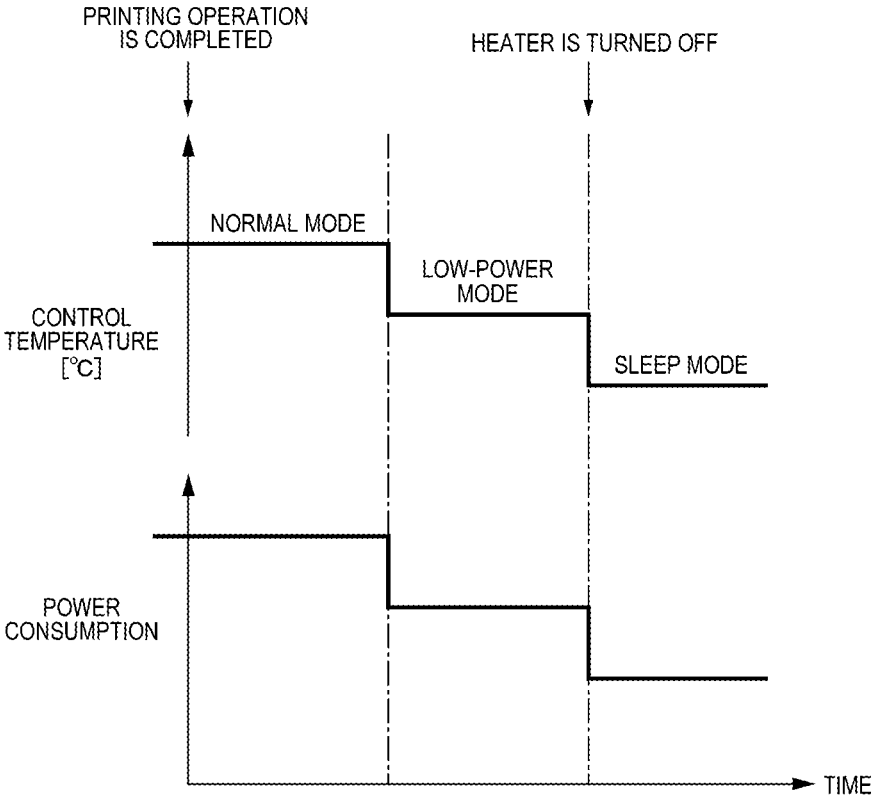 PRINTING OPERATION
IS COMPLETED
HEATER IS TURNED OFF
NORMAL MODE
LOW-POWER
MODE
CONTROL
TEMPERATURE
[°C]
SLEEP MODE
POWER
CONSUMPTION
TIME